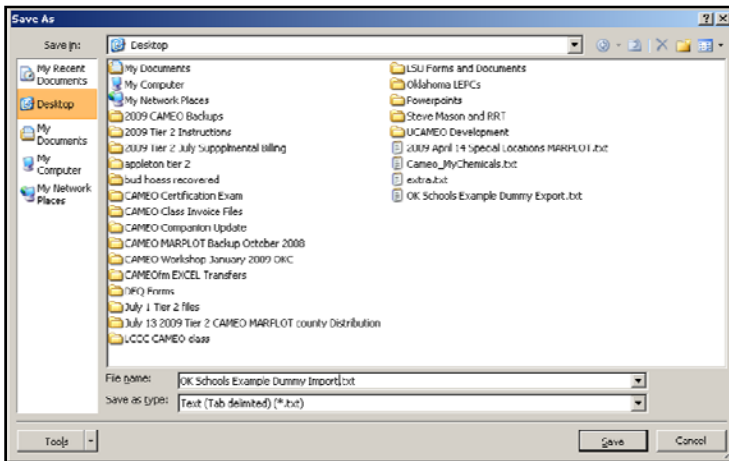 Save As
Save in:
Desktop
My Recent
Documents
Desktop
My
Documents
My
Computer
My Network
Places
My Documents
My Computer
My Network Places
2009 CAMEO Backups
2009 Tier 2 Instructions
2009 Tier 2 July Supplmental Billing
appleton tier 2
bud hoess recovered
CAMEO Certification Exam
CAMEO Class Invoice Files
CAMEO Companion Update
CAMEO MARPLOT Backup October 2008
CAMEO Workshop January 2009 OKC
CAMEOfm EXCEL Transfers
DEQ Forms
July 1 Tier 2 files
July 13 2009 Tier 2 CAMEO MARPLOT county Distribution
LCCC CAMEO class
LSU Forms and Documents
Oklahoma LEPCs
Powerpoints
Steve Mason and RRT
UCAMEO Development
2009 April 14 Special Locations MARPLOT.txt
Cameo_MyChemicals.txt
extra.txt
OK Schools Example Dummy Export.txt
File name:
OK Schools Example Dummy Import.txt
Save as type:
Text (Tab delimited) (*.txt)
Tools
Save
Cancel